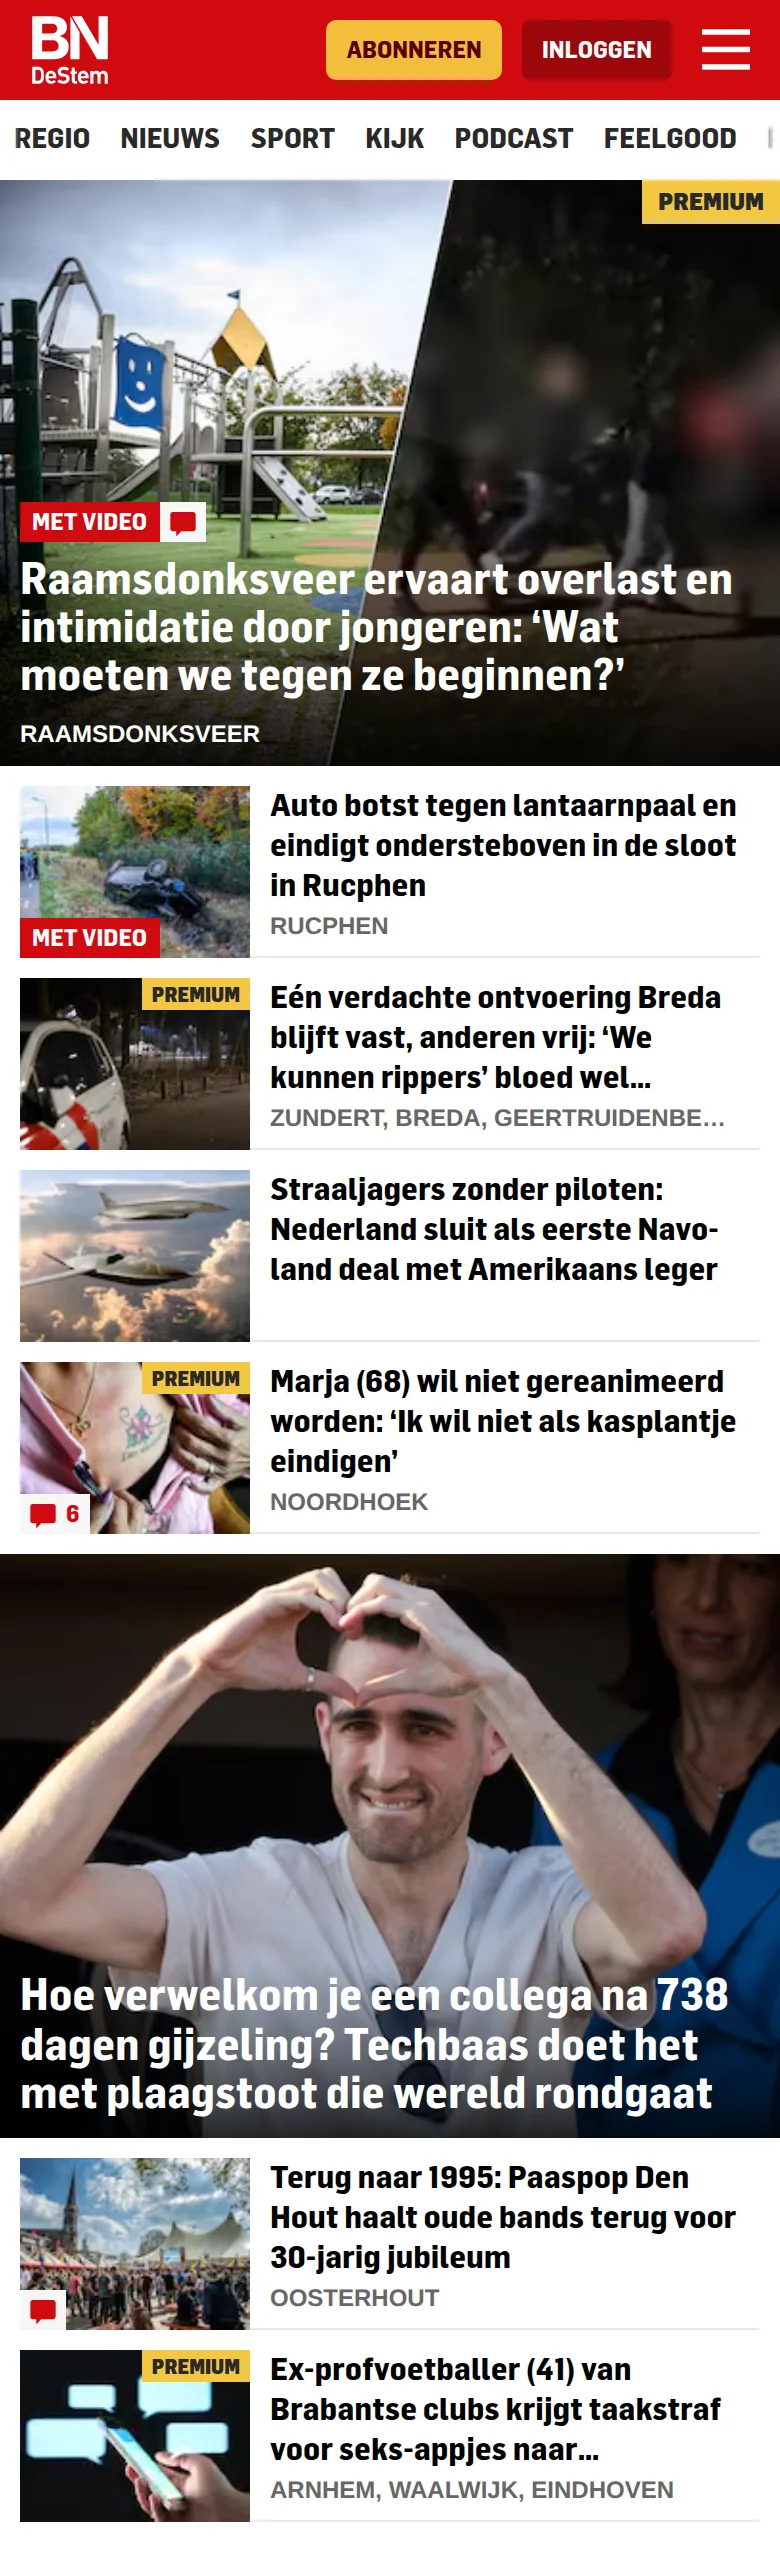 BN
DeStem
ABONNEREN
INLOGGEN
REGIO NIEUWS SPORT KIJK PODCAST FEELGOOD
PREMIUM
MET VIDEO
Raamsdonksveer ervaart overlast en
intimidatie door jongeren: ‘Wat
moeten we tegen ze beginnen?’
RAAMSDONKSVEER
Auto botst tegen lantaarnpaal en
eindigt ondersteboven in de sloot
in Rucphen
RUCPHEN
MET VIDEO
PREMIUM
Eén verdachte ontvoering Breda
blijft vast, anderen vrij: ‘We
kunnen rippers’ bloed wel...
ZUNDERT, BREDA, GEERTRUIDENBE...
Straaljagers zonder piloten:
Nederland sluit als eerste Navo-
land deal met Amerikaans leger
PREMIUM
Marja (68) wil niet gereanimeerd
worden: ‘Ik wil niet als kasplantje
eindigen’
NOORDHOEK
6
Hoe verwelkom je een collega na 738
dagen gijzeling? Techbaas doet het
met plaagstoot die wereld rondgaat
Terug naar 1995: Paaspop Den
Hout haalt oude bands terug voor
30-jarig jubileum
OOSTERHOUT
PREMIUM
Ex-profvoetballer (41) van
Brabantse clubs krijgt taakstraf
voor seks-appjes naar...
ARNHEM, WAALWIJK, EINDHOVEN